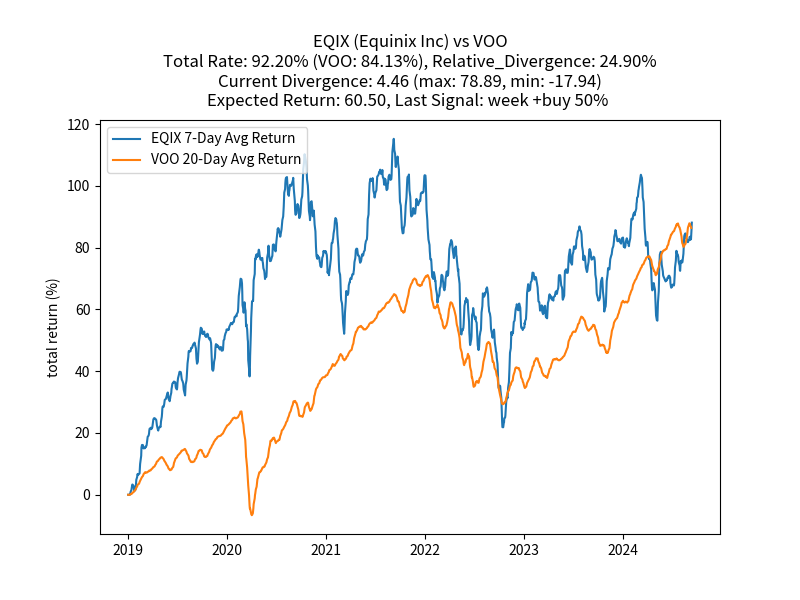 EQIX (Equinix Inc) vs VOO
Total Rate: 92.20% (VOO: 84.13%), Relative_Divergence: 24.90%
Current Divergence: 4.46 (max: 78.89, min: -17.94)
Expected Return: 60.50, Last Signal: week +buy 50%
EQIX 7-Day Avg Return
VOO 20-Day Avg Return
total return (%)
120
100
80
60
40
20
0
2019
2020
2021
2022
2023
2024